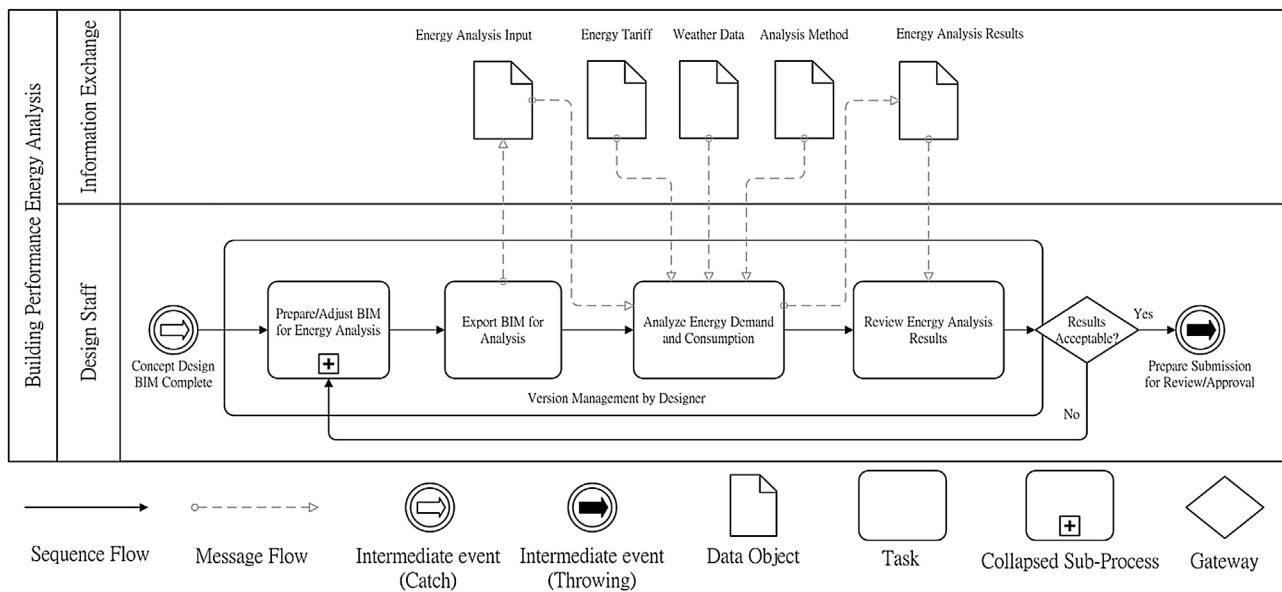 Building Performance Energy Analysis
Information Exchange
Energy Analysis Input
Energy Tariff
Weather Data
Analysis Method
Energy Analysis Results
Design Staff
Concept Design
BIM Complete
Prepare/Adjust BIM
for Energy Analysis
Export BIM for
Analysis
Analyze Energy Demand
and Consumption
Review Energy Analysis
Results
Results
Acceptable?
Yes
Prepare Submission
for Review/Approval
No
Version Management by Designer
Sequence Flow
Message Flow
Intermediate event
(Catch)
Intermediate event
(Throwing)
Data Object
Task
Collapsed Sub-Process
Gateway